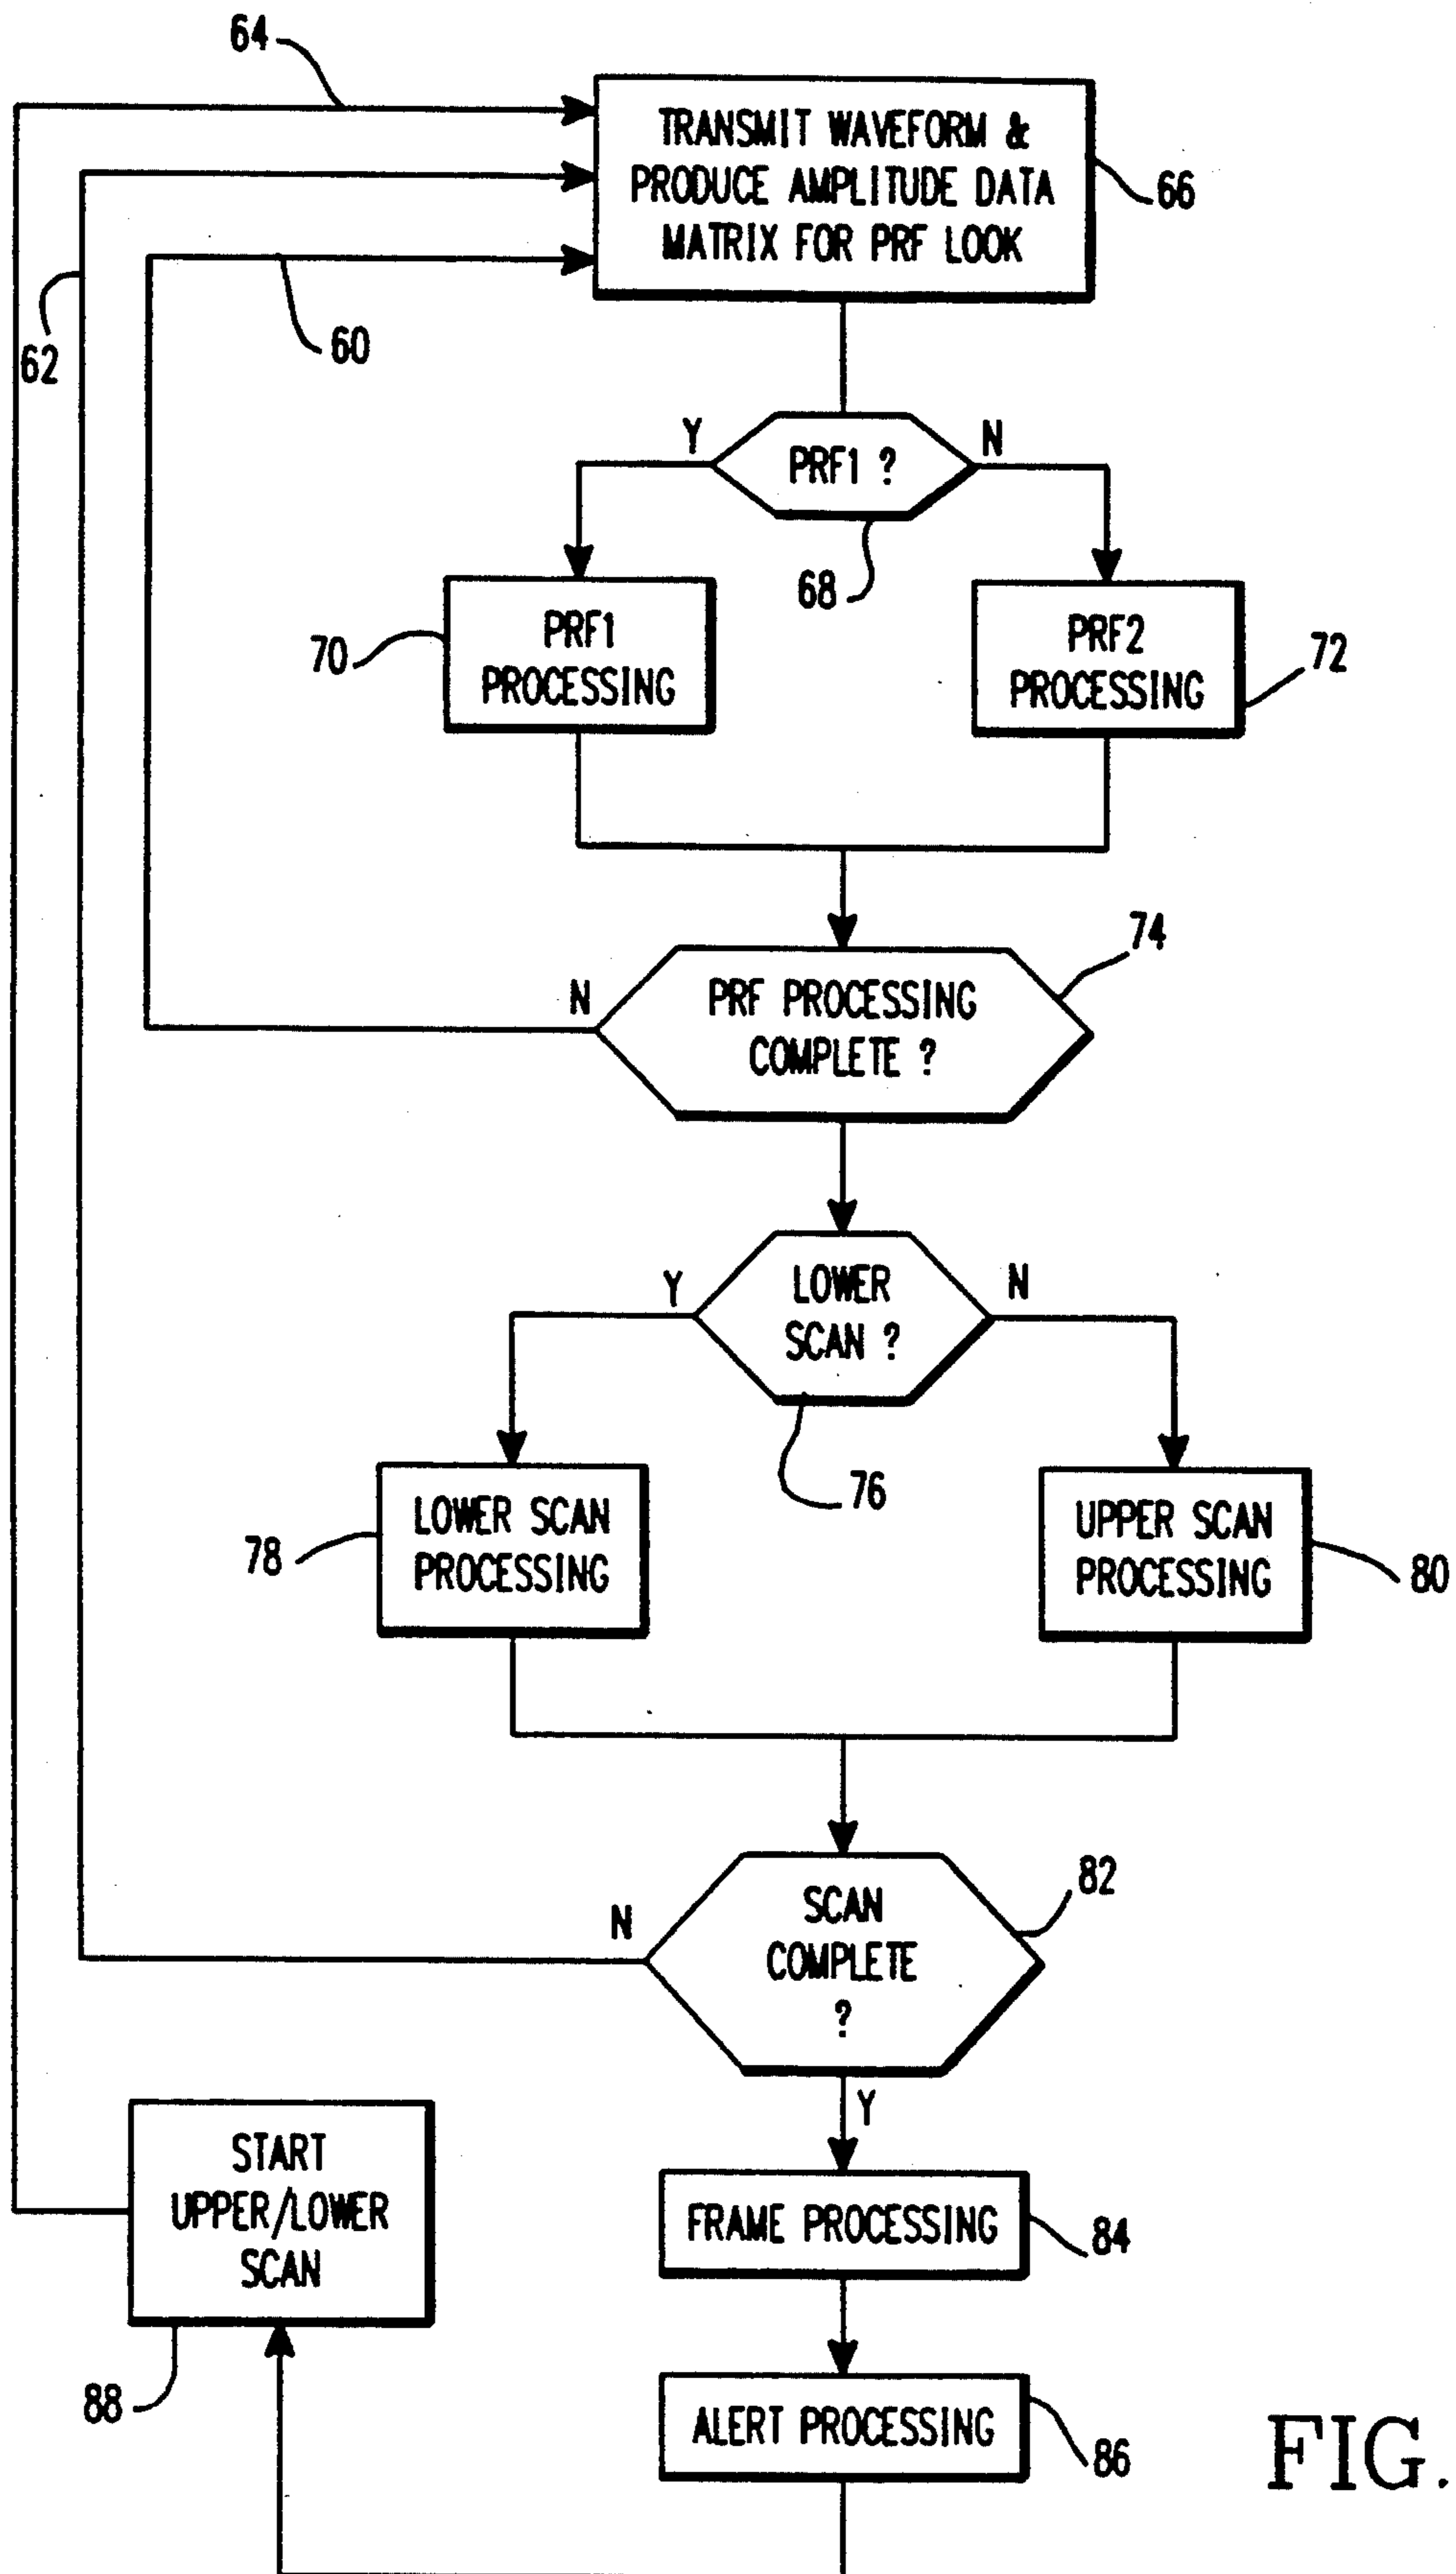 64
TRANSMIT WAVEFORM &
PRODUCE AMPLITUDE DATA
MATRIX FOR PRF LOOK
66
62
60
Y
PRF1 ?
N
68
70
PRF1
PROCESSING
PRF2
PROCESSING
72
74
N
PRF PROCESSING
COMPLETE ?
Y
LOWER
SCAN ?
N
76
78
LOWER SCAN
PROCESSING
UPPER SCAN
PROCESSING
80
82
N
SCAN
COMPLETE
?
Y
START
UPPER/LOWER
SCAN
88
FRAME PROCESSING
84
ALERT PROCESSING
86
FIG.